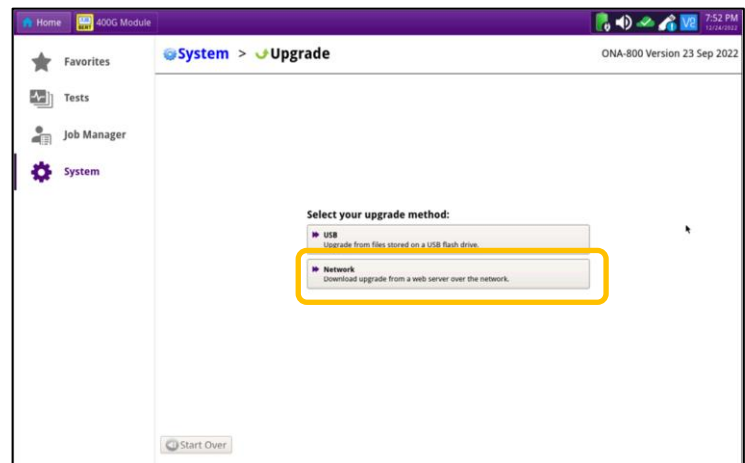 Home
BERT 400G Module
7:52 PM
12/24/2022
System > Upgrade
ONA-800 Version 23 Sep 2022
Favorites
Tests
Job Manager
System
Select your upgrade method:
USB
Upgrade from files stored on a USB flash drive.
Network
Download upgrade from a web server over the network.
Start Over